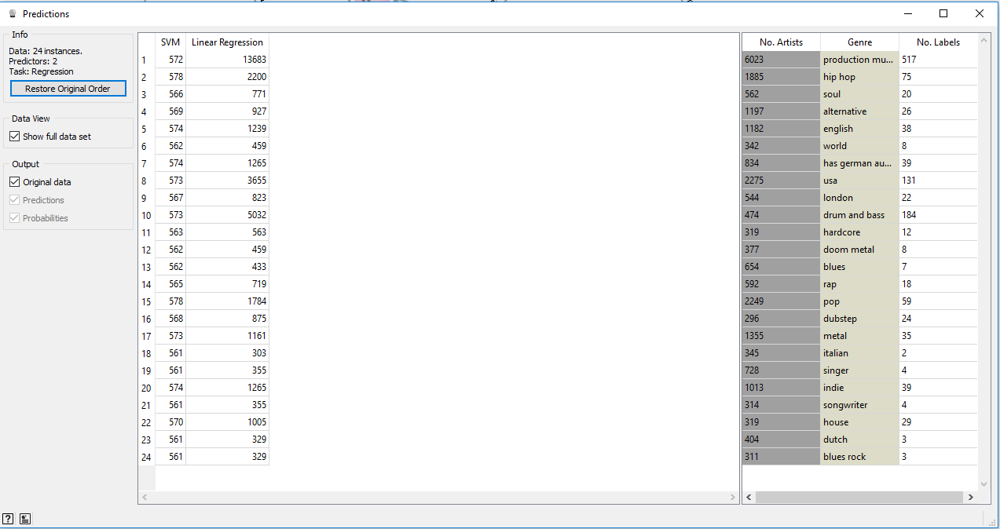 Predictions
Info
Data: 24 instances.
Predictors: 2
Task: Regression
Restore Original Order
Data View
Show full data set
Output
Original data
Predictions
Probabilities
SVM Linear Regression No. Artists Genre No. Labels
1 572 13683 6023 production mu... 517
2 578 2200 1885 hip hop 75
3 566 771 562 soul 20
4 569 927 1197 alternative 26
5 574 1239 1182 english 38
6 562 459 342 world 8
7 574 1265 834 has german au... 39
8 573 3655 2275 usa 131
9 567 823 544 london 22
10 573 5032 474 drum and bass 184
11 563 563 319 hardcore 12
12 562 459 377 doom metal 8
13 562 433 654 blues 7
14 565 719 592 rap 18
15 578 1784 2249 pop 59
16 568 875 296 dubstep 24
17 573 1161 1355 metal 35
18 561 303 345 italian 2
19 561 355 728 singer 4
20 574 1265 1013 indie 39
21 561 355 314 songwriter 4
22 570 1005 319 house 29
23 561 329 404 dutch 3
24 561 329 311 blues rock 3
?